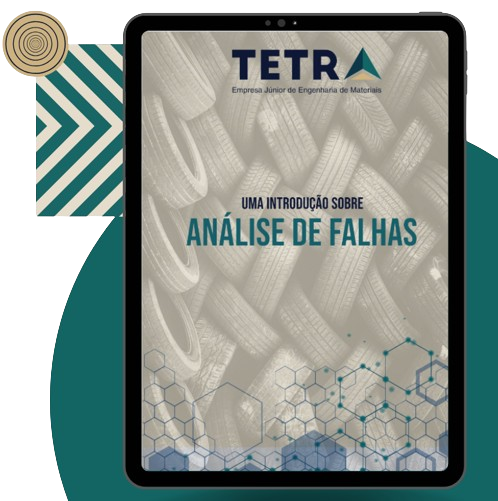 TETRA
Empresa Júnior de Engenharia de Materiais
UMA INTRODUÇÃO SOBRE
ANÁLISE DE FALHAS